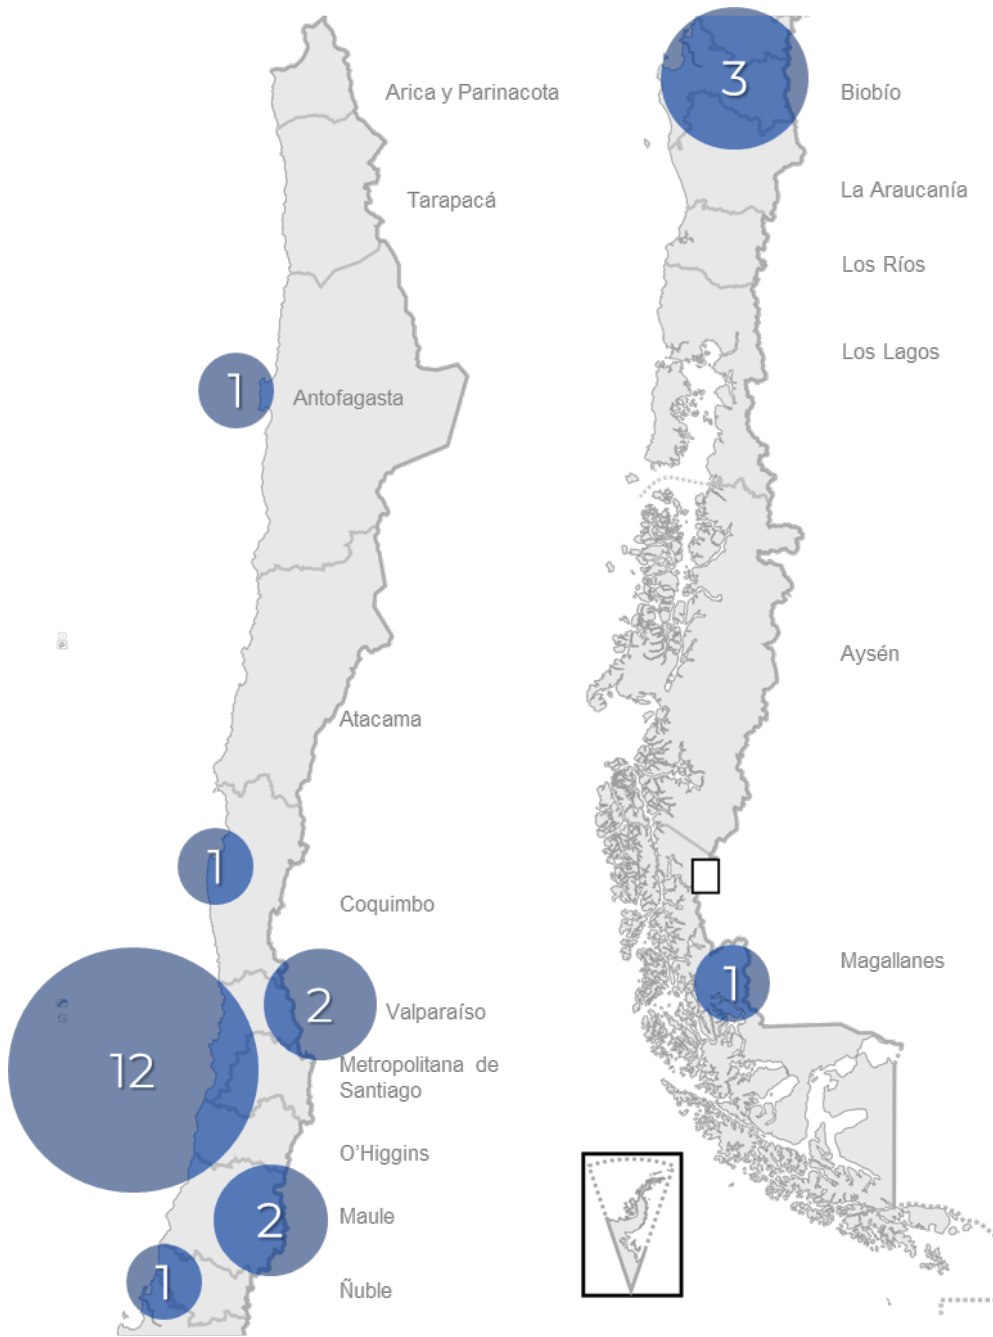 Arica y Parinacota
Tarapacá
1
Antofagasta
Atacama
1
Coquimbo
2
Valparaíso
12
Metropolitana de
Santiago
O'Higgins
2
Maule
1
Ñuble
3
Biobío
La Araucanía
Los Ríos
Los Lagos
Aysén
Magallanes
1